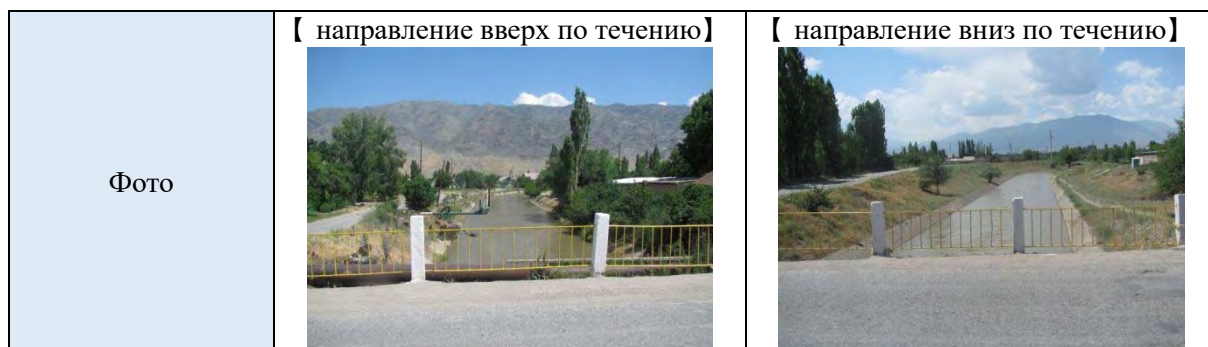 Фото
【 направление вверх по течению】
【 направление вниз по течению】